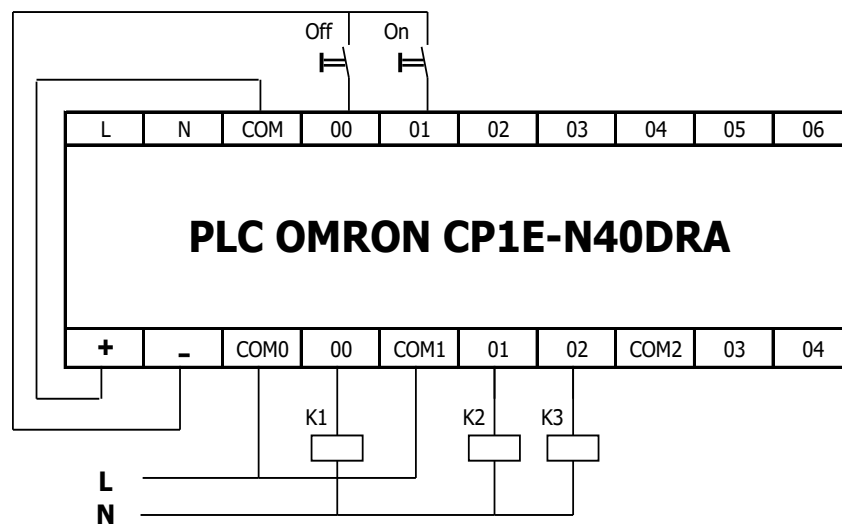 Off On
L N COM 00 01 02 03 04 05 06
PLC OMRON CP1E-N40DRA
+ - COM0 00 COM1 01 02 COM2 03 04
K1 K2 K3
L
N